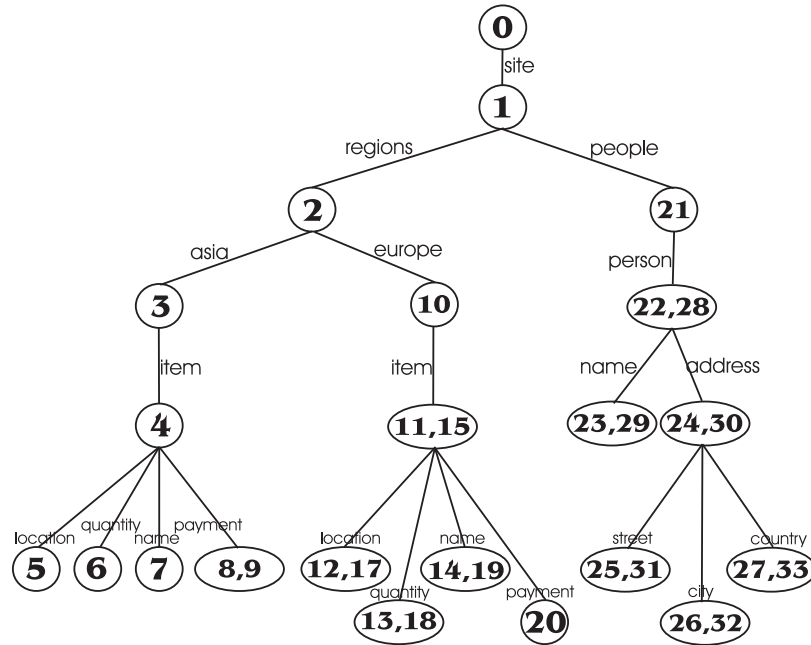 0
site
1
regions people
2 21
asia europe person
3 10 22,28
item item name address
4 11,15 23,29 24,30
location quantity name payment location name street country
5 6 7 8,9 12,17 14,19 25,31 27,33
quantity payment city
13,18 20 26,32